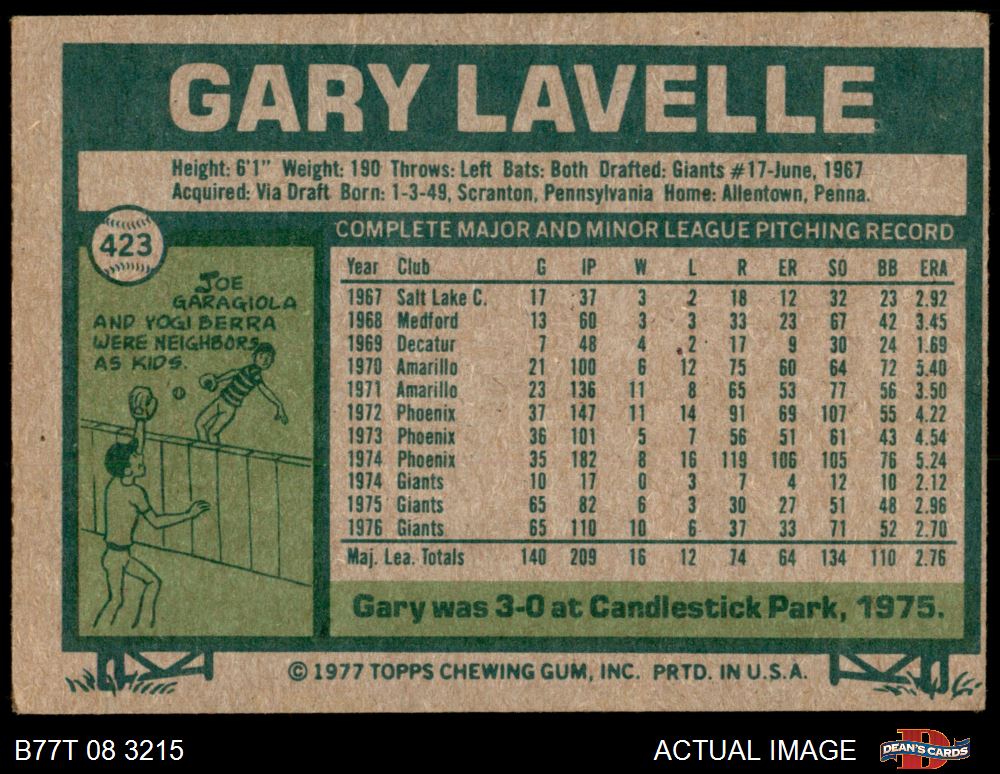 GARY LAVELLE
Height: 6'1" Weight: 190 Throws: Left Bats: Both Drafted: Giants #17-June, 1967
Acquired: Via Draft Born: 1-3-49, Scranton, Pennsylvania Home: Allentown, Penna.
423
JOE
GARAGIOLA
AND YOGI BERRA
WERE NEIGHBORS
AS KIDS.
COMPLETE MAJOR AND MINOR LEAGUE PITCHING RECORD
Year Club G IP W L R ER SO BB ERA
1967 Salt Lake C. 17 37 3 2 18 12 32 23 2.92
1968 Medford 13 60 3 3 33 23 67 42 3.45
1969 Decatur 7 48 4 2 17 9 30 24 1.69
1970 Amarillo 21 100 6 12 75 60 64 72 5.40
1971 Amarillo 23 136 11 8 65 53 77 56 3.50
1972 Phoenix 37 147 11 14 91 69 107 55 4.22
1973 Phoenix 36 101 5 7 56 51 61 43 4.54
1974 Phoenix 35 182 8 16 119 106 105 76 5.24
1974 Giants 10 17 0 3 7 4 12 10 2.12
1975 Giants 65 82 6 3 30 27 51 48 2.96
1976 Giants 65 110 10 6 37 33 71 52 2.70
Maj. Lea. Totals 140 209 16 12 74 64 134 110 2.76
Gary was 3-0 at Candlestick Park, 1975.
© 1977 TOPPS CHEWING GUM, INC. PRTD. IN U.S.A.
B77T 08 3215
ACTUAL IMAGE
DEAN'S CARDS